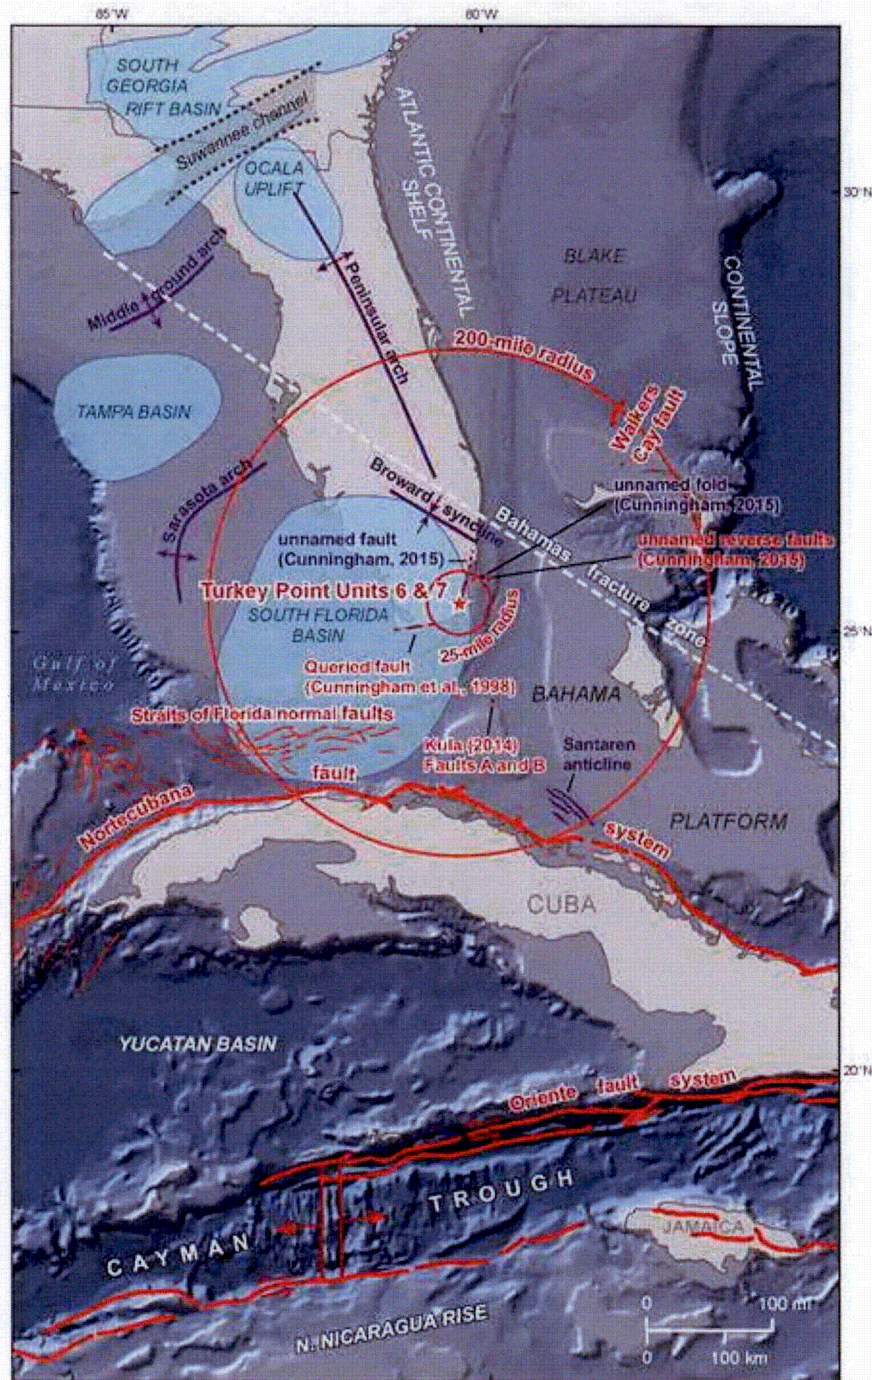 85°W
80°W
SOUTH
GEORGIA
RIFT BASIN
Suwannee channel
OCALA
UPLIFT
ATLANTIC CONTINENTAL
SHELF
30°N
BLAKE
PLATEAU
CONTINENTAL
SLOPE
Middle ground arch
Peninsular arch
200-mile radius
Walkers
Cay fault
TAMPA BASIN
Sarasota arch
Broward syncline
unnamed fold
(Cunningham, 2015)
unnamed fault
(Cunningham, 2015)
Bahamas fracture zone
unnamed reverse faults
(Cunningham, 2015)
Turkey Point Units 6 & 7
SOUTH FLORIDA
BASIN
25-mile radius
25°N
Gulf of
Mexico
Queried fault
(Cunningham et al., 1998)
BAHAMA
Straits of Florida normal faults
Kula (2014)
Faults A and B
Santaren
anticline
Nortecubana fault system
PLATFORM
CUBA
YUCATAN BASIN
20°N
Oriente fault system
CAYMAN TROUGH
JAMAICA
N. NICARAGUA RISE
0 100 mi
0 100 km